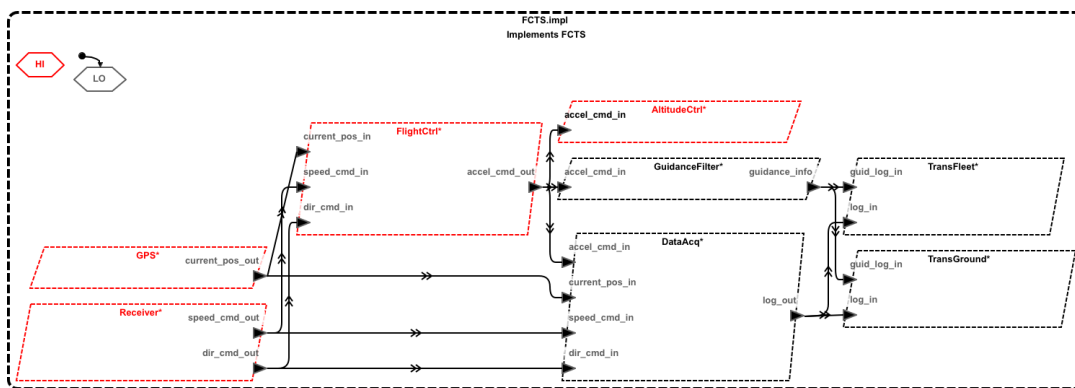 FCTS.impl
Implements FCTS
HI
LO
AltitudeCtrl*
accel_cmd_in
FlightCtrl*
current_pos_in
speed_cmd_in
dir_cmd_in
accel_cmd_out
GuidanceFilter*
accel_cmd_in
guidance_info
TransFleet*
guid_log_in
log_in
GPS*
current_pos_out
DataAcq*
accel_cmd_in
current_pos_in
speed_cmd_in
dir_cmd_in
log_out
TransGround*
guid_log_in
log_in
Receiver*
speed_cmd_out
dir_cmd_out